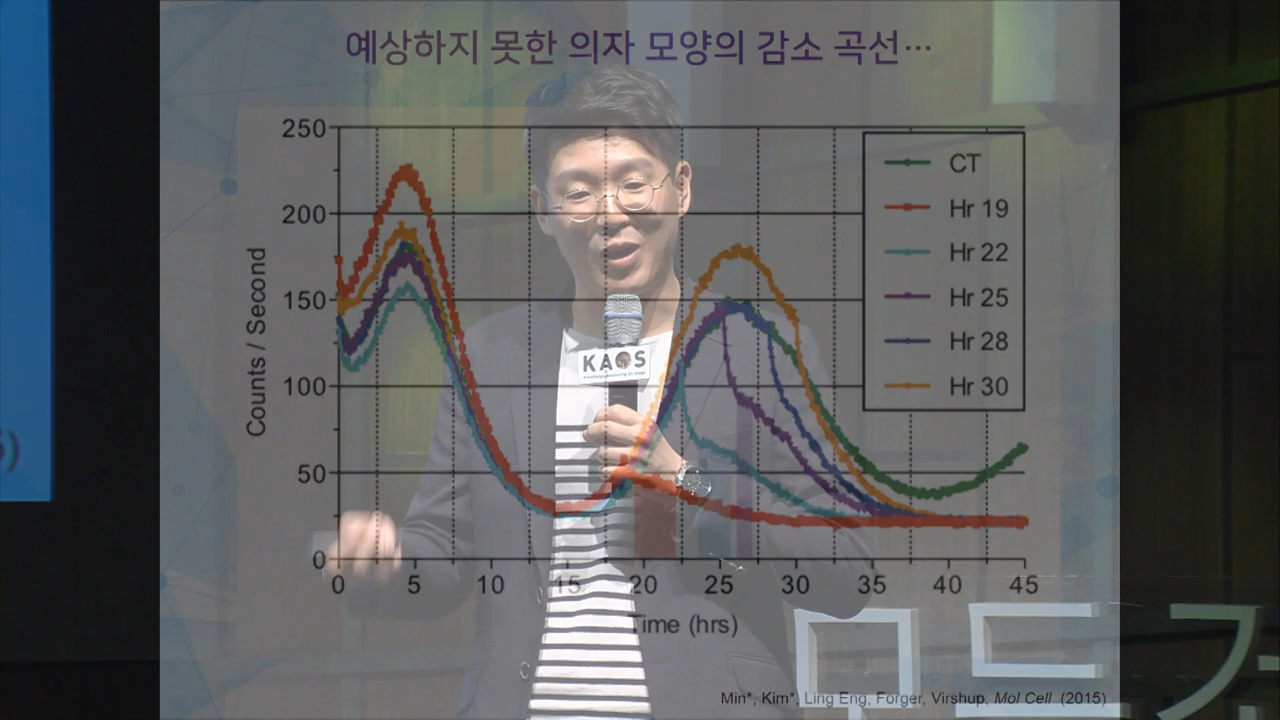 예상하지 못한 의자 모양의 감소 곡선…
250
200
150
100
50
0
Counts / Second
CT
Hr 19
Hr 22
Hr 25
Hr 28
Hr 30
0 5 10 15 20 25 30 35 40 45
Time (hrs)
KAOS
Min*, Kim*, Ling Eng, Forger, Virshup, Mol Cell (2015)
5)